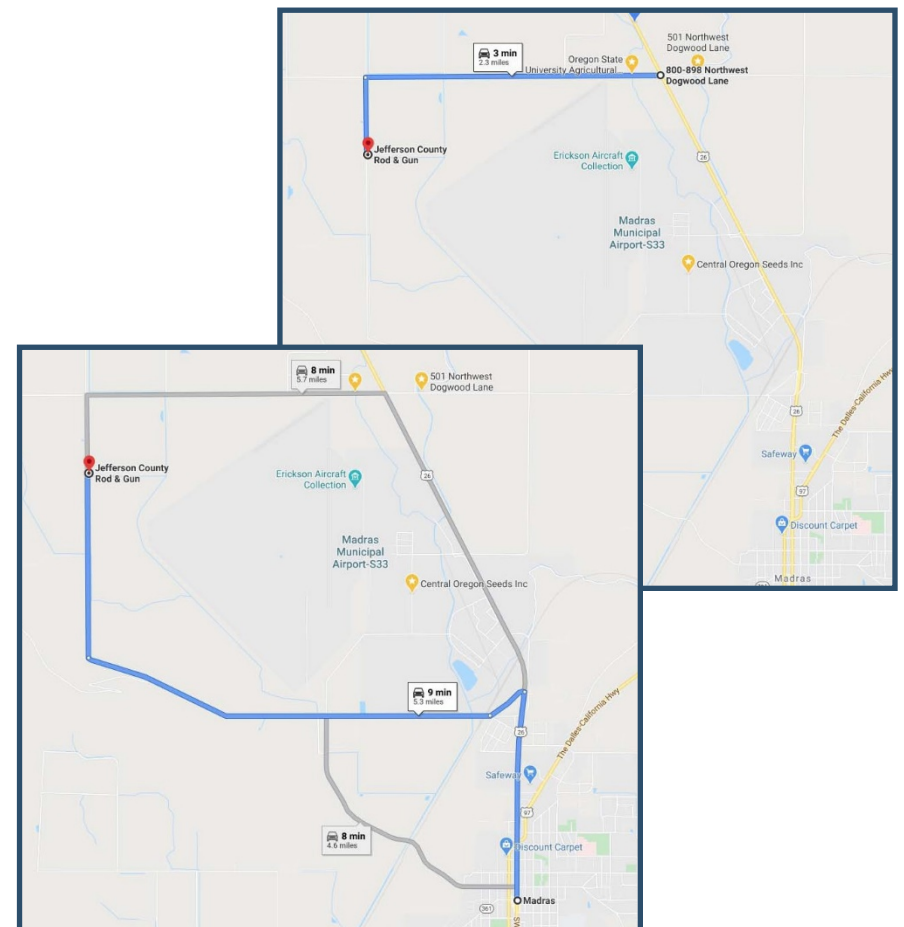 501 Northwest
Dogwood Lane
3 min
2.3 miles
Oregon State
University Agricultural
800-898 Northwest
Dogwood Lane
Jefferson County
Rod & Gun
26
Erickson Aircraft
Collection
Madras
Municipal
Airport-S33
Central Oregon Seeds Inc
26
The Dalles-California Hwy
Safeway
97
Discount Carpet
Madras
361
8 min
5.7 miles
501 Northwest
Dogwood Lane
Jefferson County
Rod & Gun
Erickson Aircraft
Collection
26
Madras
Municipal
Airport-S33
Central Oregon Seeds Inc
9 min
5.3 miles
26
The Dalles-California Hwy
Safeway
97
8 min
4.6 miles
Discount Carpet
Madras
361
SW